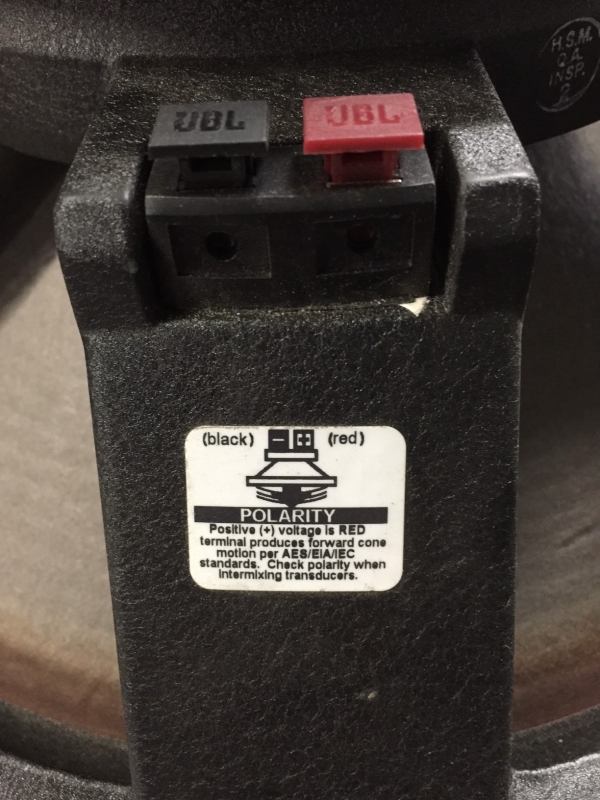 H.S.M.
Q.A.
INSP.
2
JBL
JBL
(black) - + (red)
POLARITY
Positive (+) voltage is RED
terminal produces forward cone
motion per AES/EIA/IEC
standards. Check polarity when
intermixing transducers.